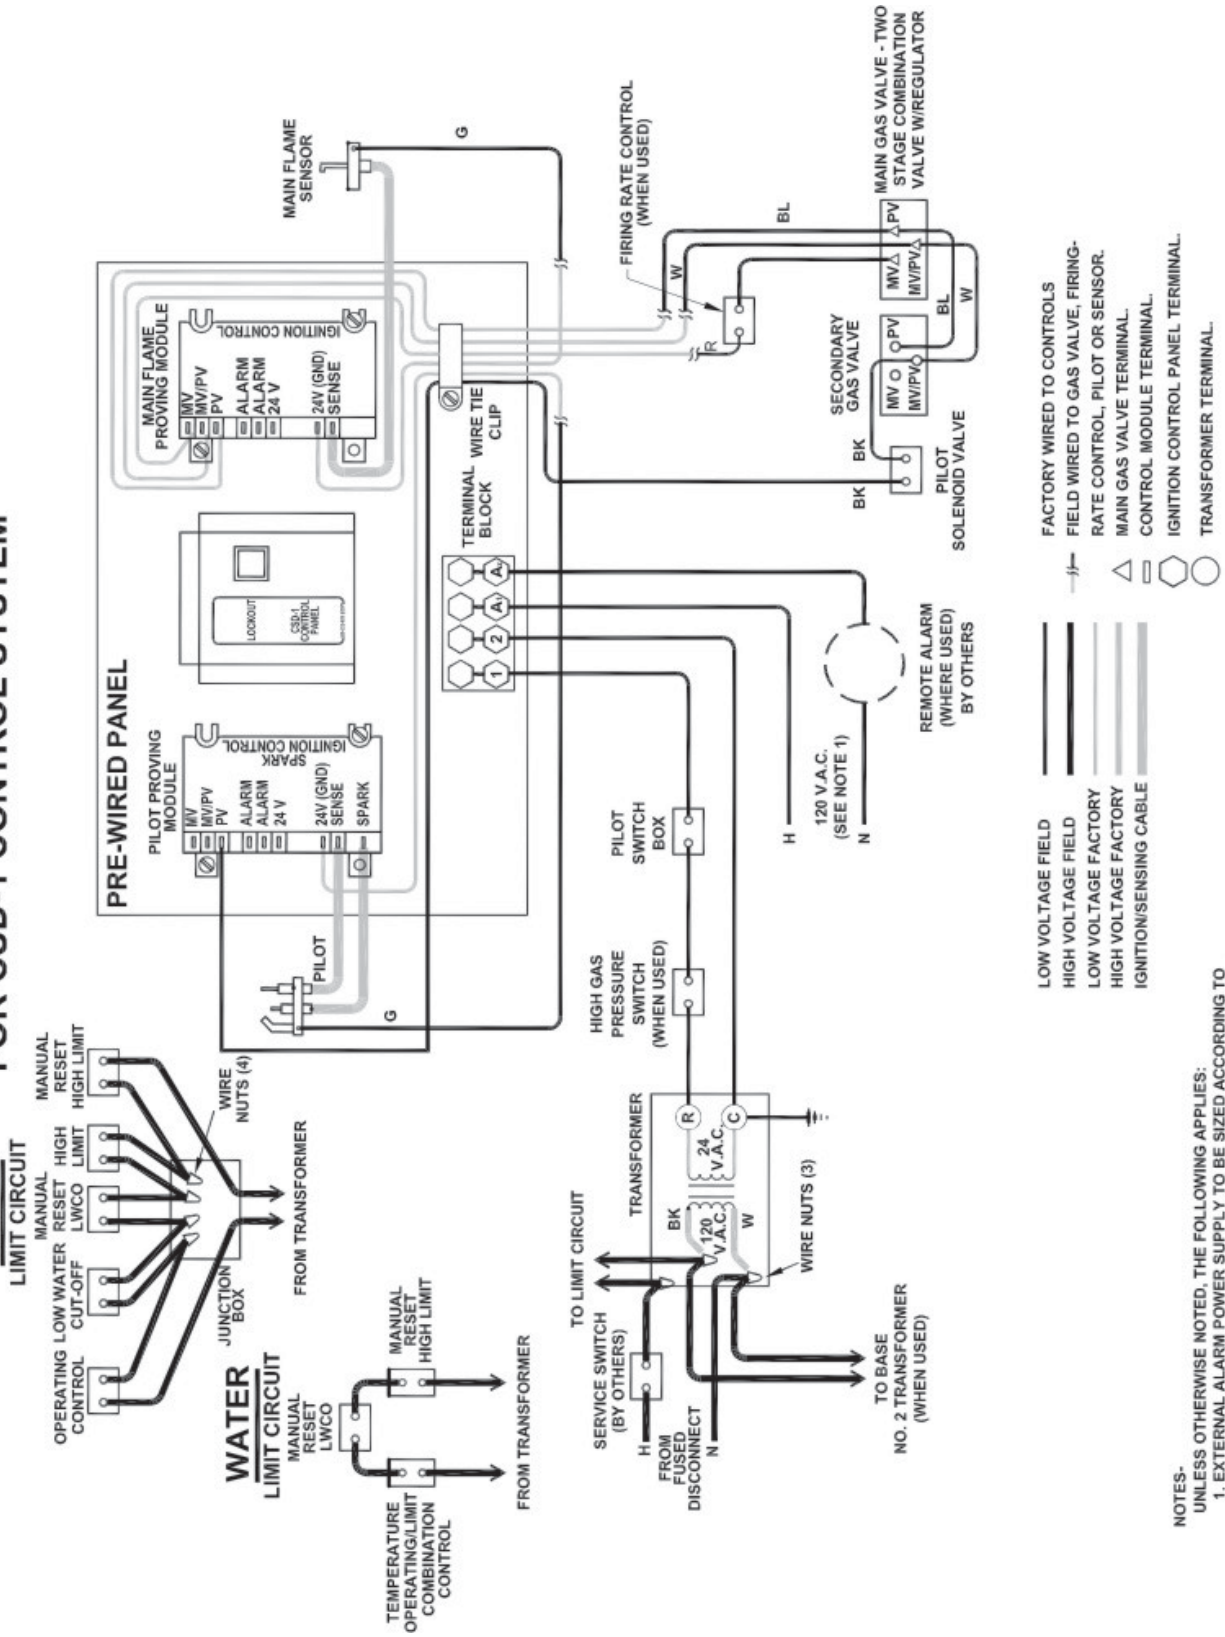 LIMIT CIRCUIT
OPERATING
CONTROL
LOW WATER
CUT-OFF
MANUAL
RESET
LWCO
HIGH
LIMIT
MANUAL
RESET
HIGH LIMIT
JUNCTION
BOX
WIRE
NUTS (4)
FROM TRANSFORMER
WATER
LIMIT CIRCUIT
MANUAL
RESET
LWCO
TEMPERATURE
OPERATING/LIMIT
COMBINATION
CONTROL
MANUAL
RESET
HIGH LIMIT
FROM TRANSFORMER
PRE-WIRED PANEL
PILOT PROVING
MODULE
MV
MV/PV
PV
ALARM
ALARM
24 V
24V (GND)
SENSE
SPARK
SPARK
IGNITION CONTROL
PILOT
G
LOCKOUT
CSD-1
CONTROL
PANEL
MAIN FLAME
PROVING MODULE
MV
MV/PV
PV
ALARM
ALARM
24 V
24V (GND)
SENSE
IGNITION CONTROL
MAIN FLAME
SENSOR
G
TERMINAL
BLOCK
1
2
A1
A2
WIRE TIE
CLIP
FIRING RATE CONTROL
(WHEN USED)
R
W
BL
MAIN GAS VALVE - TWO
STAGE COMBINATION
VALVE W/REGULATOR
MV
PV
MV/PV
BL
W
SECONDARY
GAS VALVE
MV
PV
MV/PV
BK
BK
PILOT
SOLENOID VALVE
REMOTE ALARM
(WHERE USED)
BY OTHERS
H
120 V.A.C.
(SEE NOTE 1)
N
PILOT
SWITCH
BOX
HIGH GAS
PRESSURE
SWITCH
(WHEN USED)
TRANSFORMER
R
C
24
V.A.C.
120
V.A.C.
BK
W
WIRE NUTS (3)
TO LIMIT CIRCUIT
SERVICE SWITCH
(BY OTHERS)
H
FROM
FUSED
DISCONNECT
N
TO BASE
NO. 2 TRANSFORMER
(WHEN USED)
LOW VOLTAGE FIELD
HIGH VOLTAGE FIELD
LOW VOLTAGE FACTORY
HIGH VOLTAGE FACTORY
IGNITION/SENSING CABLE
FACTORY WIRED TO CONTROLS
FIELD WIRED TO GAS VALVE, FIRING-
RATE CONTROL, PILOT OR SENSOR.
MAIN GAS VALVE TERMINAL.
CONTROL MODULE TERMINAL.
IGNITION CONTROL PANEL TERMINAL.
TRANSFORMER TERMINAL.
NOTES-
UNLESS OTHERWISE NOTED, THE FOLLOWING APPLIES:
1. EXTERNAL ALARM POWER SUPPLY TO BE SIZED ACCORDING TO